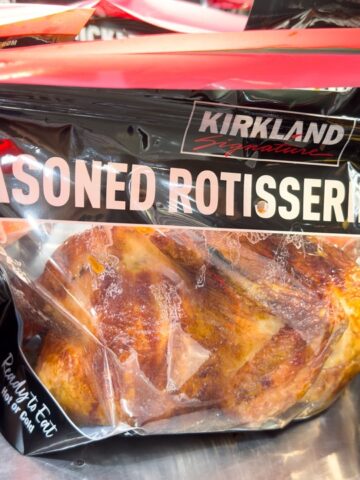 KIRKLAND
Signature
ASONED ROTISSERI
Ready to Eat
Hot or Cold